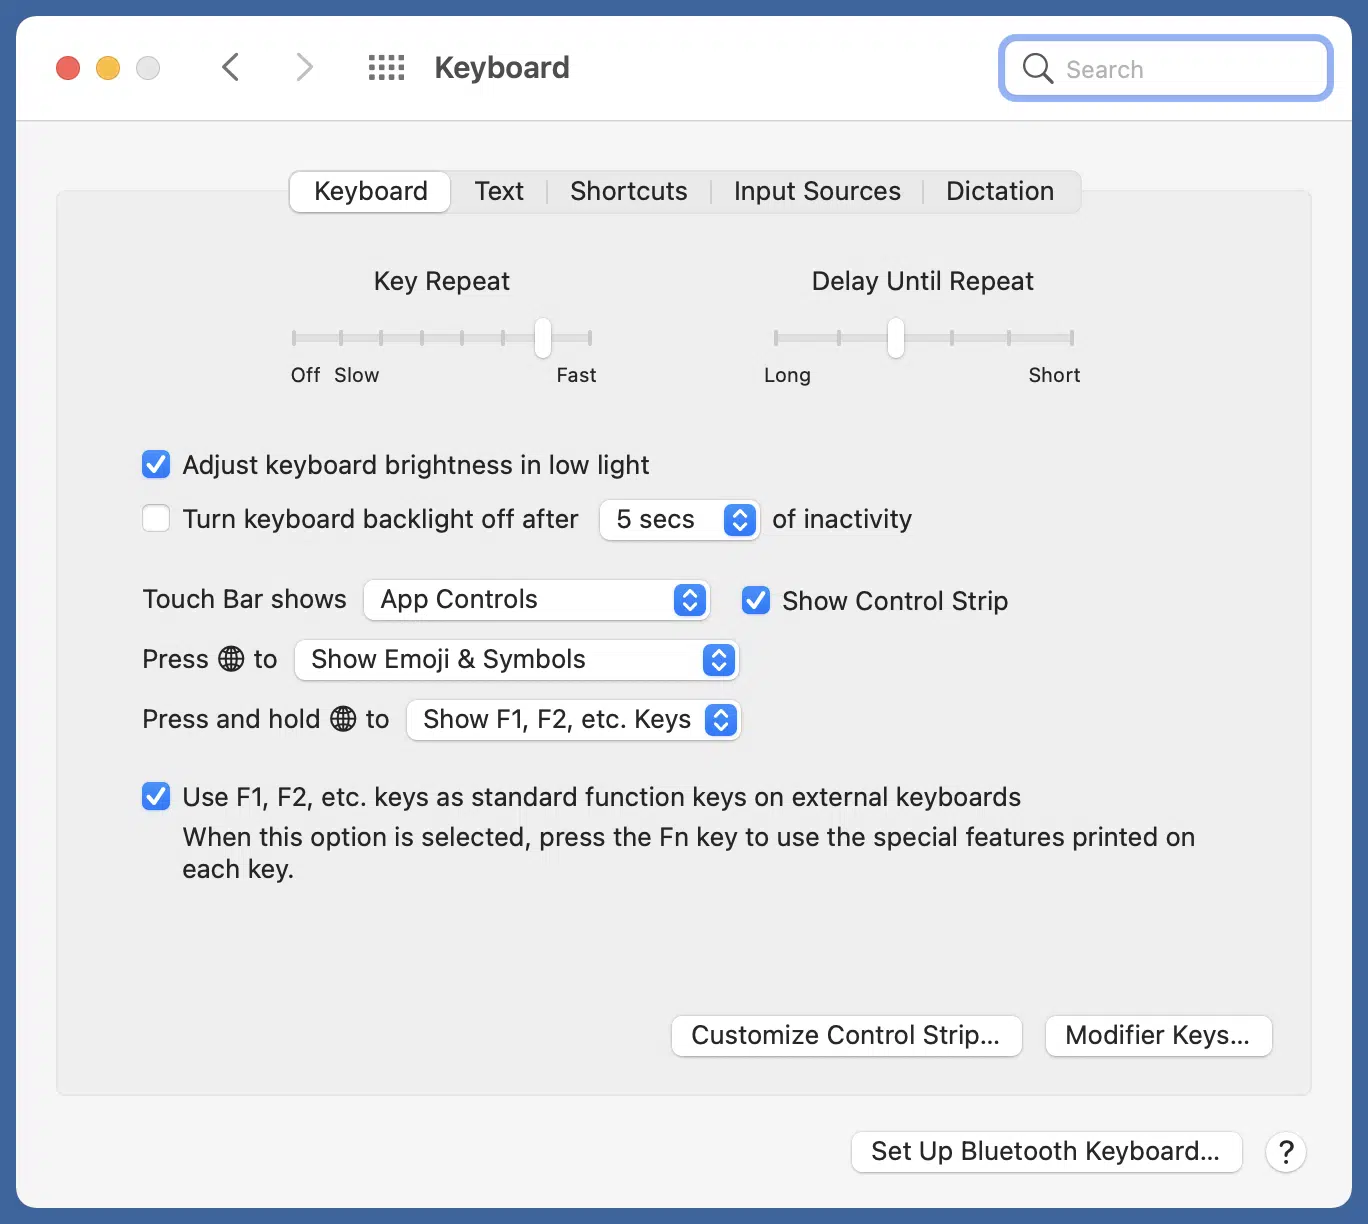 Keyboard
Search
Keyboard Text Shortcuts Input Sources Dictation
Key Repeat Delay Until Repeat
Off Slow Fast Long Short
Adjust keyboard brightness in low light
Turn keyboard backlight off after 5 secs of inactivity
Touch Bar shows App Controls Show Control Strip
Press to Show Emoji & Symbols
Press and hold to Show F1, F2, etc. Keys
Use F1, F2, etc. keys as standard function keys on external keyboards
When this option is selected, press the Fn key to use the special features printed on
each key.
Customize Control Strip... Modifier Keys...
Set Up Bluetooth Keyboard... ?